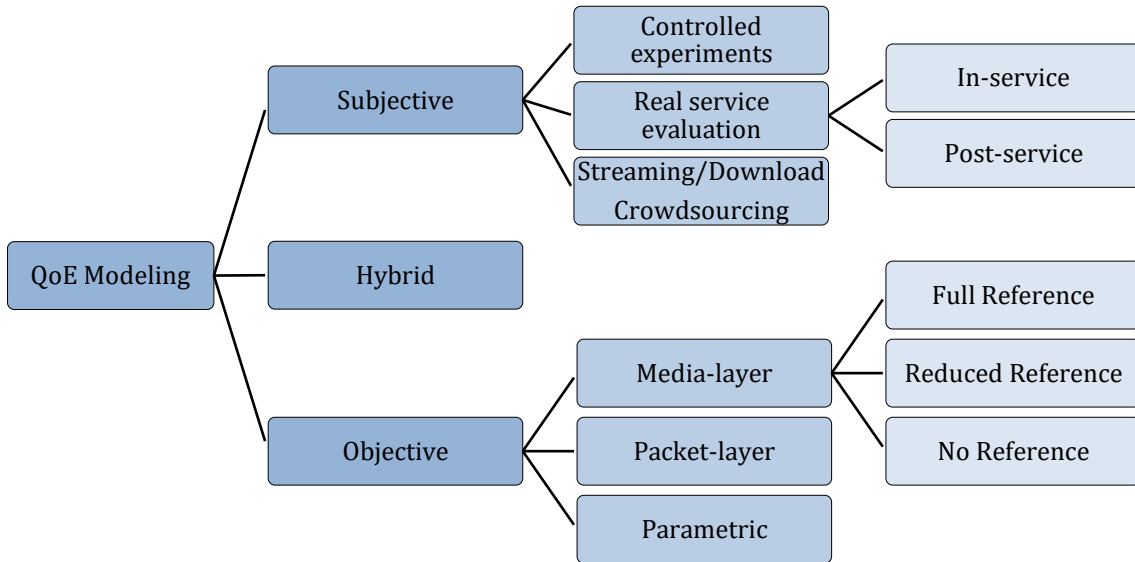 QoE Modeling
Subjective
Controlled
experiments
Real service
evaluation
In-service
Post-service
Streaming/Download
Crowdsourcing
Hybrid
Objective
Media-layer
Full Reference
Reduced Reference
No Reference
Packet-layer
Parametric